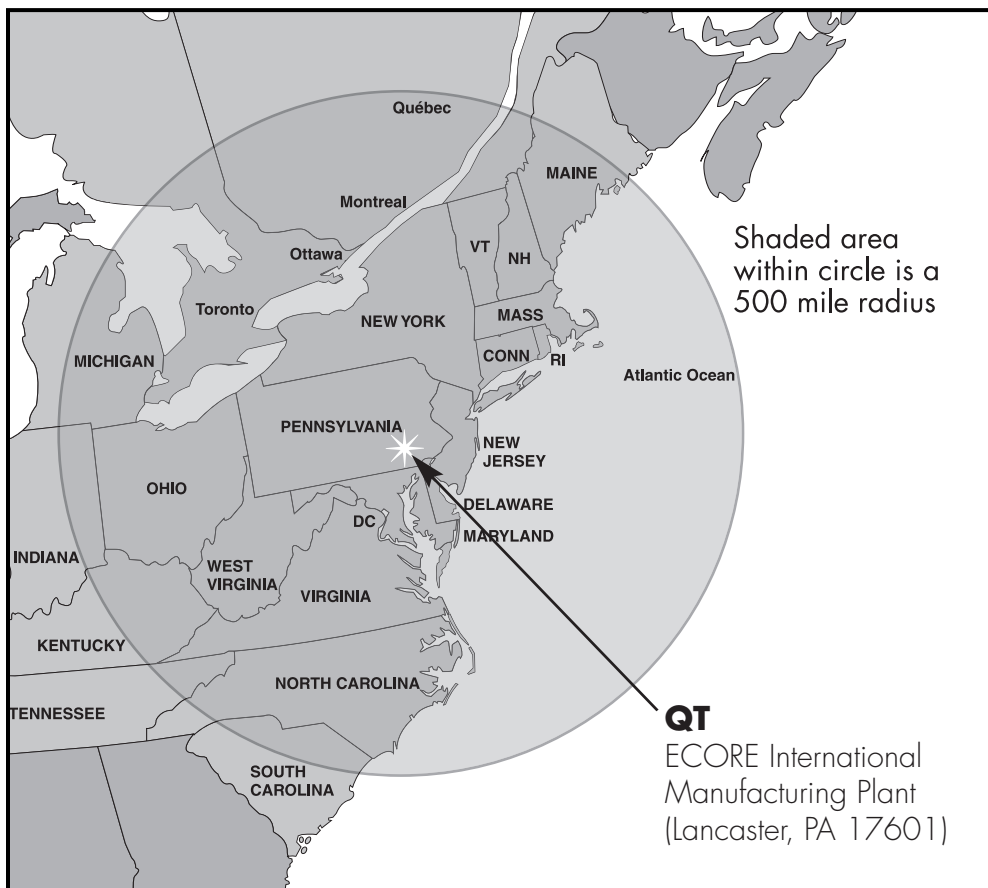 Québec
MAINE
Montreal
VT
NH
Ottawa
Shaded area
within circle is a
500 mile radius
Toronto
NEW YORK
MASS
MICHIGAN
CONN
RI
Atlantic Ocean
PENNSYLVANIA
NEW
JERSEY
OHIO
DELAWARE
DC
MARYLAND
INDIANA
WEST
VIRGINIA
VIRGINIA
KENTUCKY
NORTH CAROLINA
TENNESSEE
SOUTH
CAROLINA
QT
ECORE International
Manufacturing Plant
(Lancaster, PA 17601)